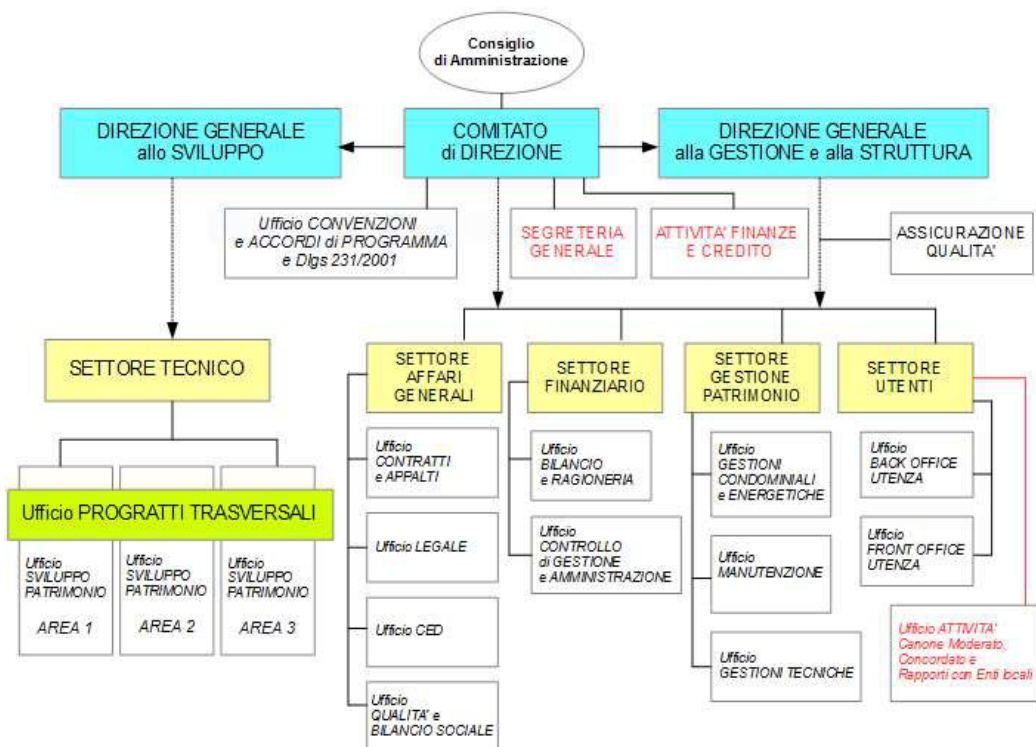 Consiglio
di Amministrazione
DIREZIONE GENERALE
allo SVILUPPO
COMITATO
di DIREZIONE
DIREZIONE GENERALE
alla GESTIONE e alla STRUTTURA
Ufficio CONVENZIONI
e ACCORDI di PROGRAMMA
e Dlgs 231/2001
SEGRETERIA
GENERALE
ATTIVITA' FINANZE
E CREDITO
ASSICURAZIONE
QUALITA'
SETTORE TECNICO
SETTORE
AFFARI
GENERALI
SETTORE
FINANZIARIO
SETTORE
GESTIONE
PATRIMONIO
SETTORE
UTENTI
Ufficio PROGRATTI TRASVERSALI
Ufficio
SVILUPPO
PATRIMONIO
AREA 1
Ufficio
SVILUPPO
PATRIMONIO
AREA 2
Ufficio
SVILUPPO
PATRIMONIO
AREA 3
Ufficio
CONTRATTI
e APPALTI
Ufficio LEGALE
Ufficio CED
Ufficio
QUALITA' e
BILANCIO SOCIALE
Ufficio
BILANCIO
e RAGIONERIA
Ufficio
CONTROLLO
di GESTIONE
e AMMINISTRAZIONE
Ufficio
GESTIONI
CONDOMINIALI
e ENERGETICHE
Ufficio
MANUTENZIONE
Ufficio
GESTIONI TECNICHE
Ufficio
BACK OFFICE
UTENZA
Ufficio
FRONT OFFICE
UTENZA
Ufficio ATTIVITA'
Canone Moderato,
Concordato e
Rapporti con Enti locali